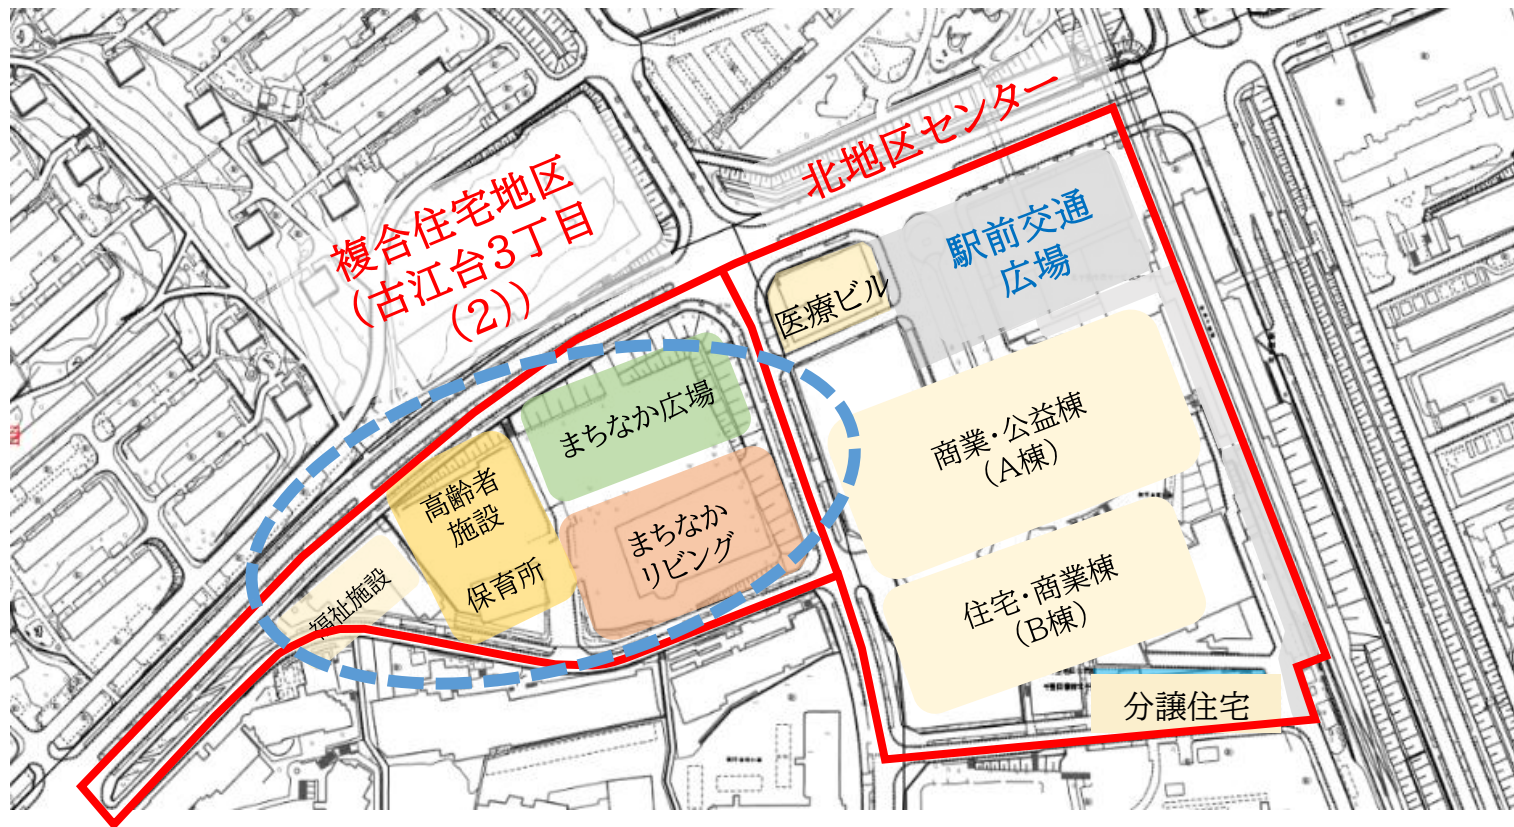 北地区センター
複合住宅地区
（古江台3丁目
(2)）
駅前交通
広場
医療ビル
まちなか広場
商業・公益棟
（A棟）
高齢者
施設
保育所
まちなか
リビング
福祉施設
住宅・商業棟
（B棟）
分譲住宅